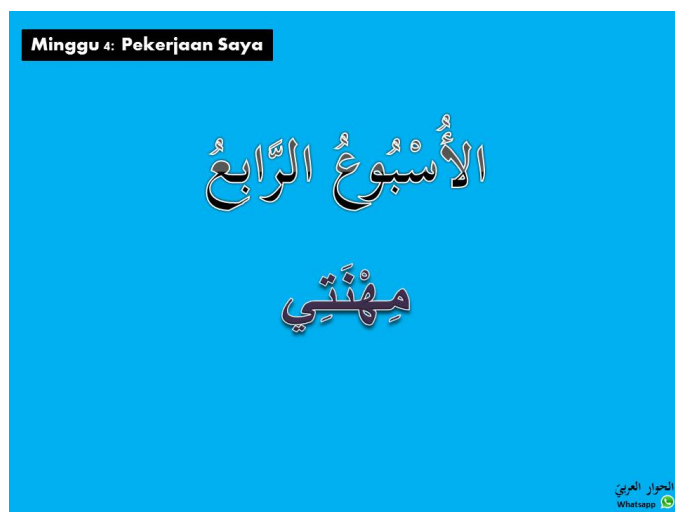 Minggu 4: Pekerjaan Saya
الأُسْبُوعُ الرَّابِعُ
مِهْنَتِي
الحوار العربيّ
Whatsapp